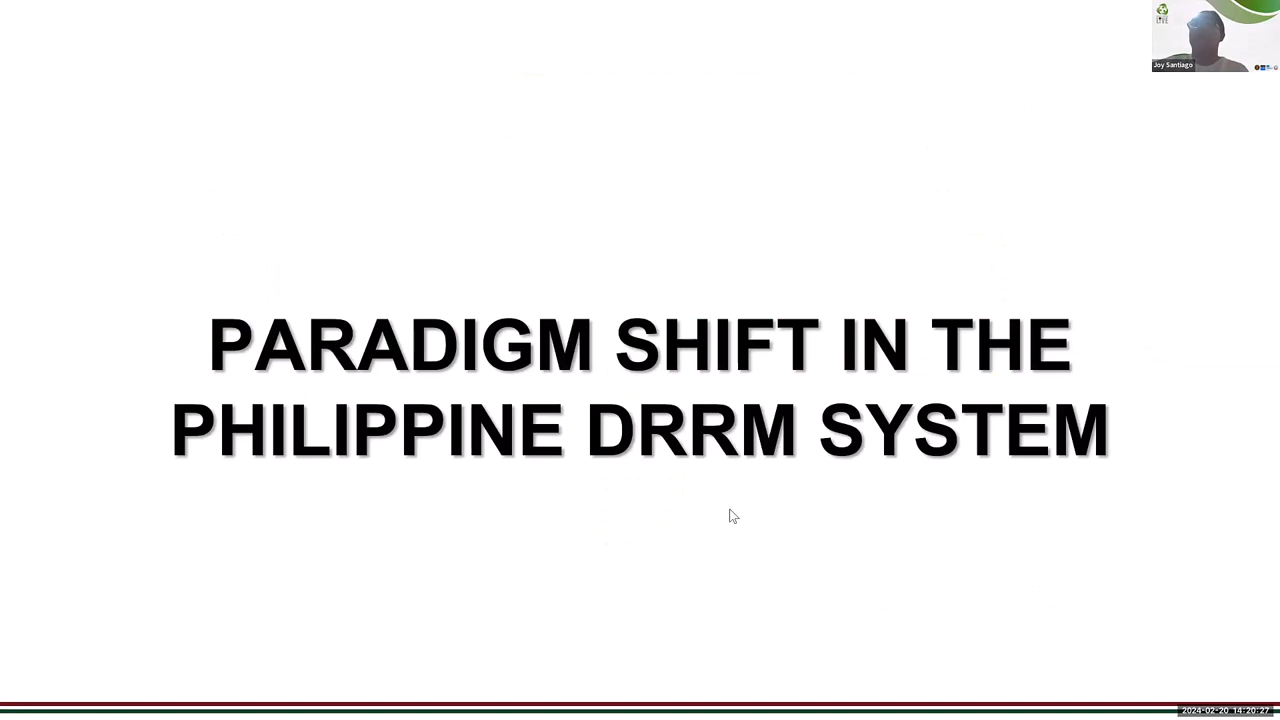 Joy Santiago
PARADIGM SHIFT IN THE
PHILIPPINE DRRM SYSTEM
2024-02-20 14:20:27